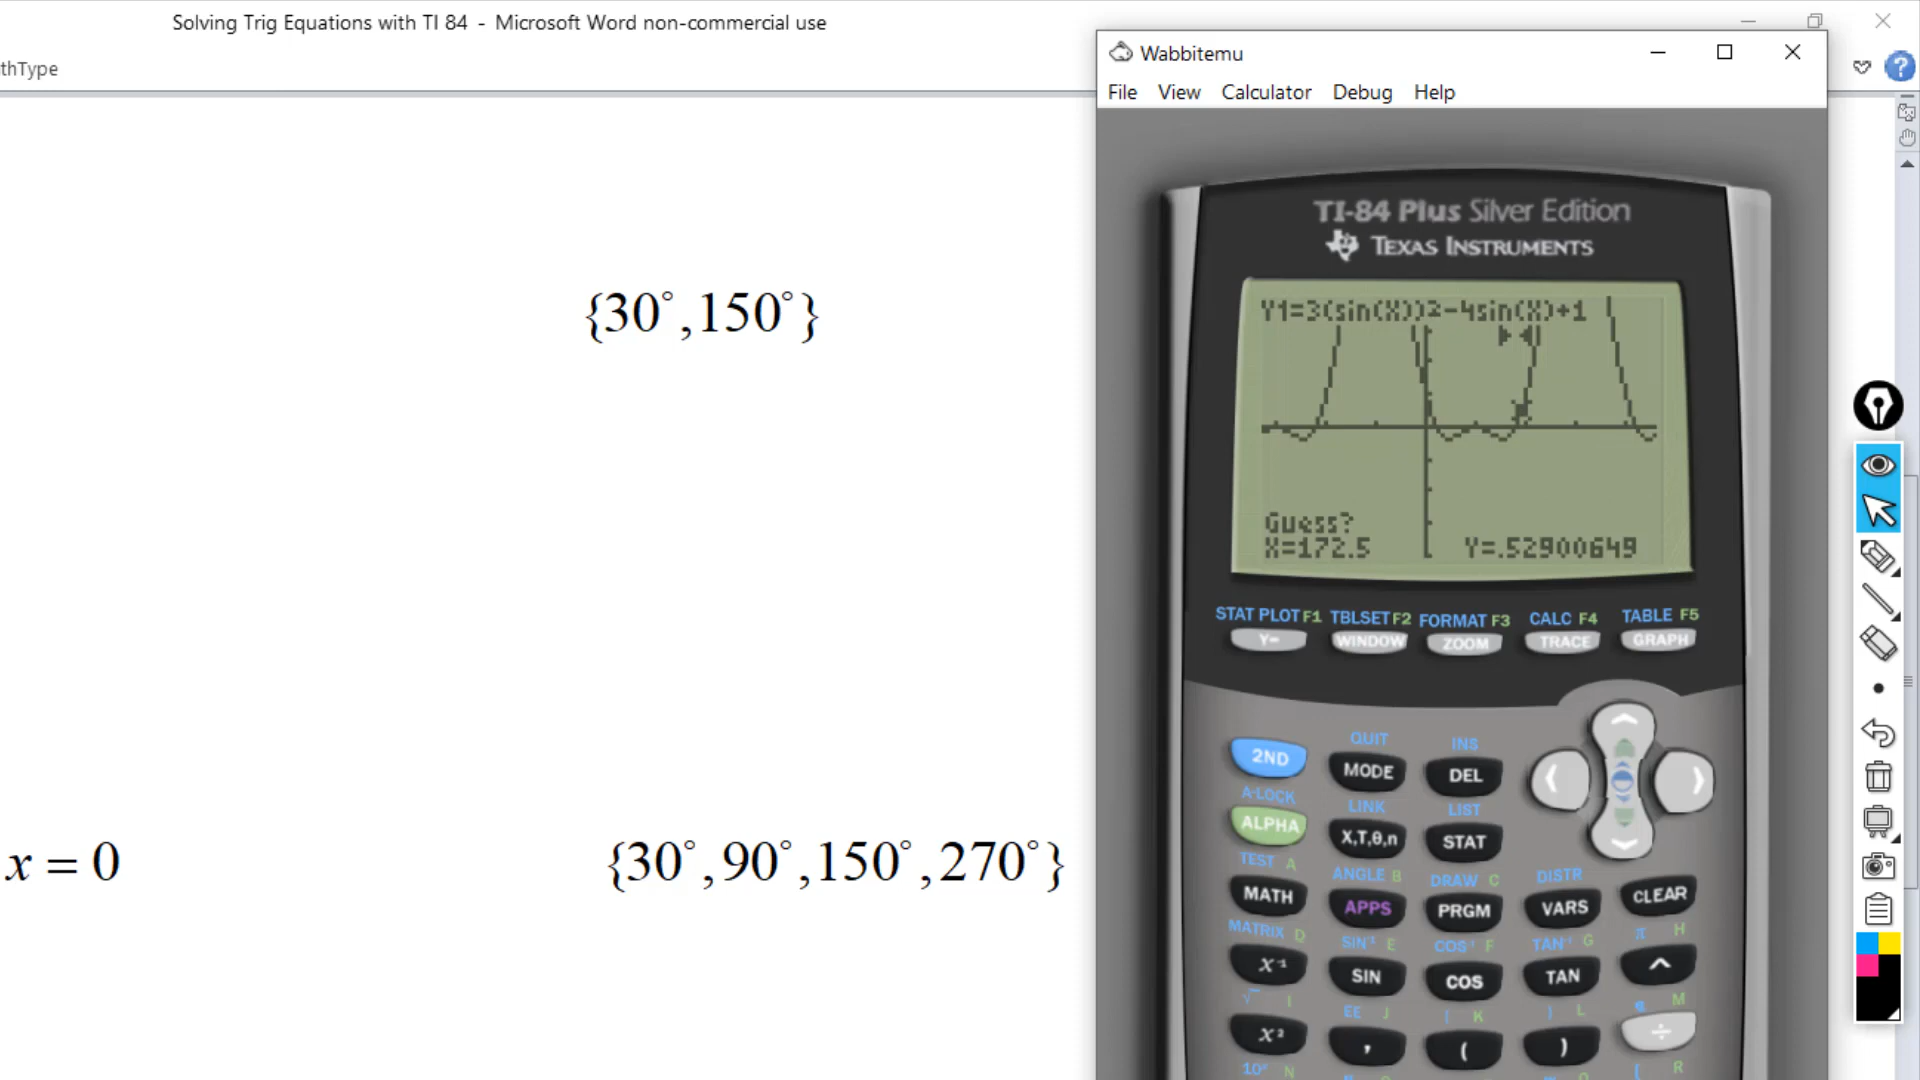 Solving Trig Equations with TI 84 - Microsoft Word non-commercial use
thType
{30°,150°}
x = 0
{30°,90°,150°,270°}
Wabbitemu
File View Calculator Debug Help
TI-84 Plus Silver Edition
TEXAS INSTRUMENTS
Y1=3(sin(X))²-4sin(X)+1
Guess?
X=172.5 Y=.52900649
STAT PLOT F1 TBLSET F2 FORMAT F3 CALC F4 TABLE F5
Y= WINDOW ZOOM TRACE GRAPH
QUIT INS
2ND MODE DEL
A-LOCK LINK LIST
ALPHA X,T,θ,n STAT
TEST A ANGLE B DRAW C DISTR
MATH APPS PRGM VARS CLEAR
MATRIX D SIN⁻¹ E COS⁻¹ F TAN⁻¹ G π H
x⁻¹ SIN COS TAN ^
√ I EE J { K } L M
x² , ( ) ÷
10ˣ N O P Q [ R